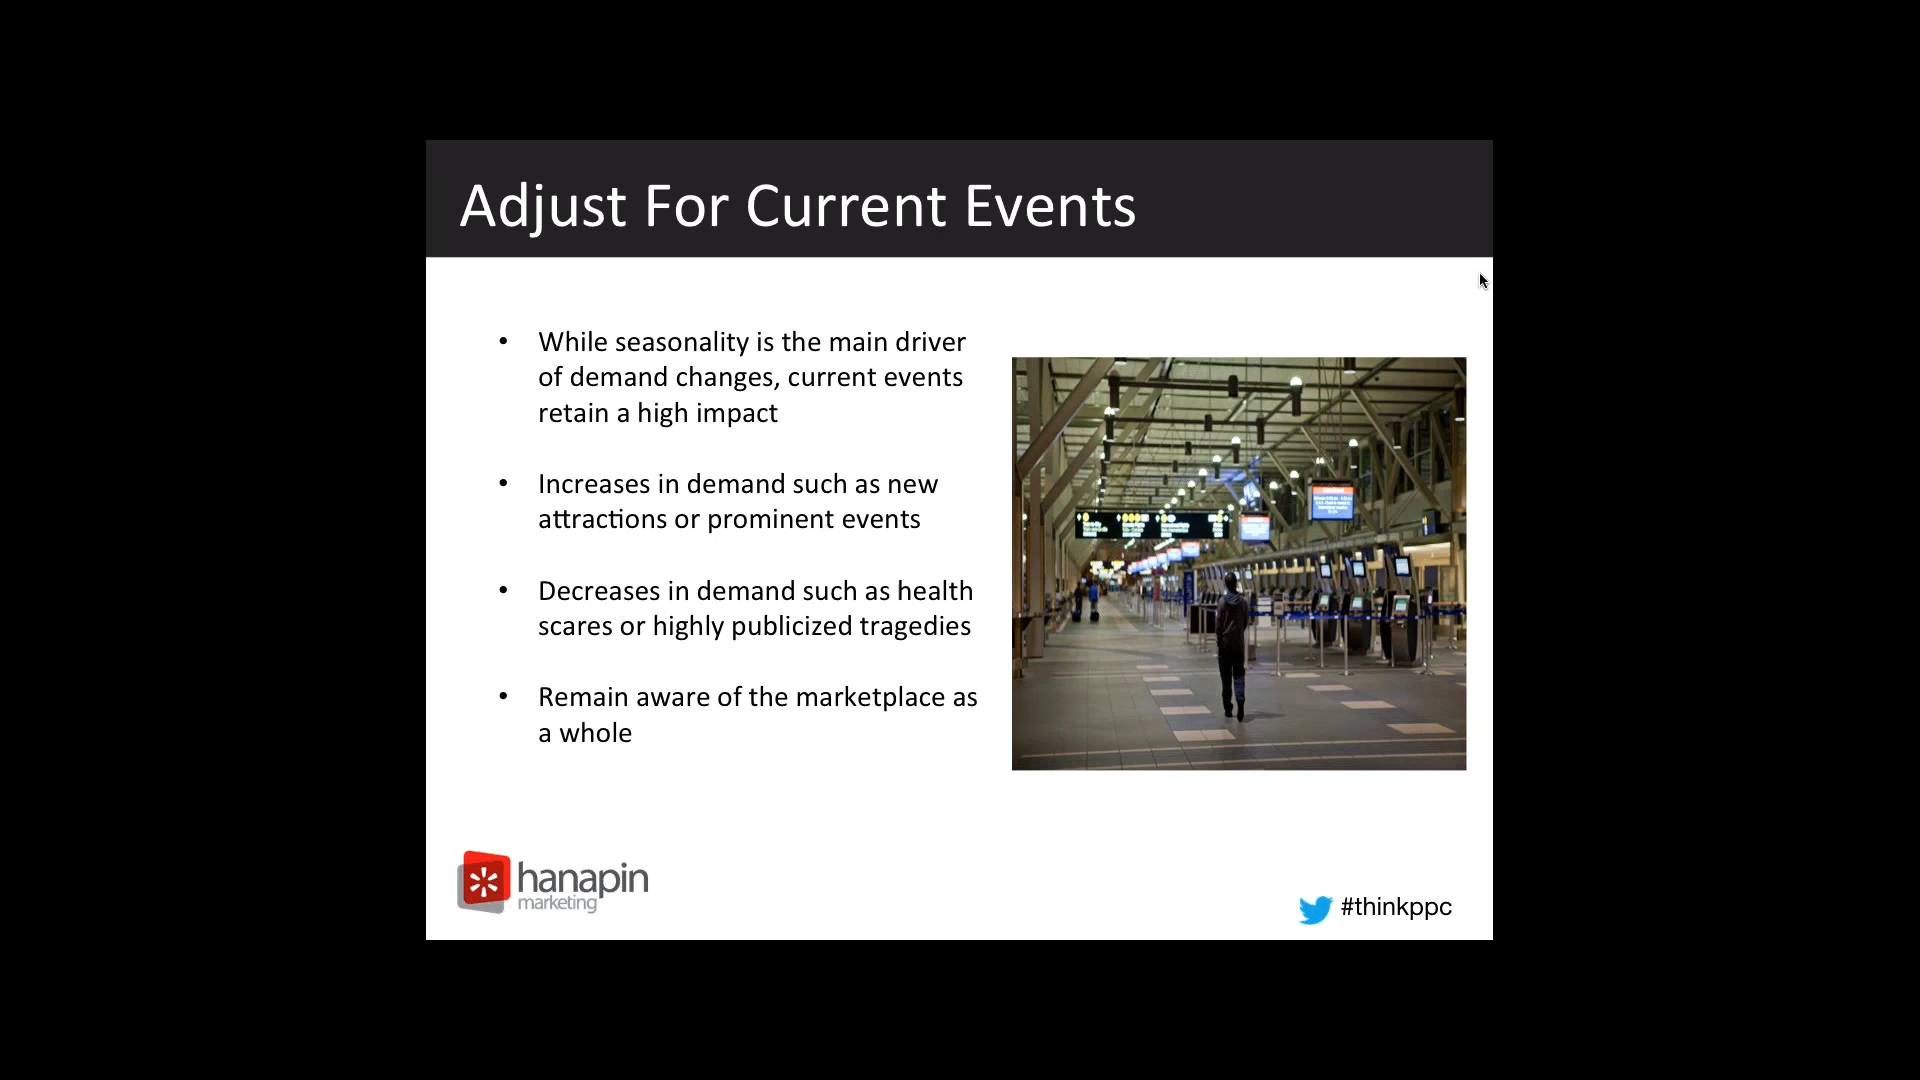 Adjust For Current Events
• While seasonality is the main driver
of demand changes, current events
retain a high impact
• Increases in demand such as new
attractions or prominent events
• Decreases in demand such as health
scares or highly publicized tragedies
• Remain aware of the marketplace as
a whole
hanapin
marketing
#thinkppc